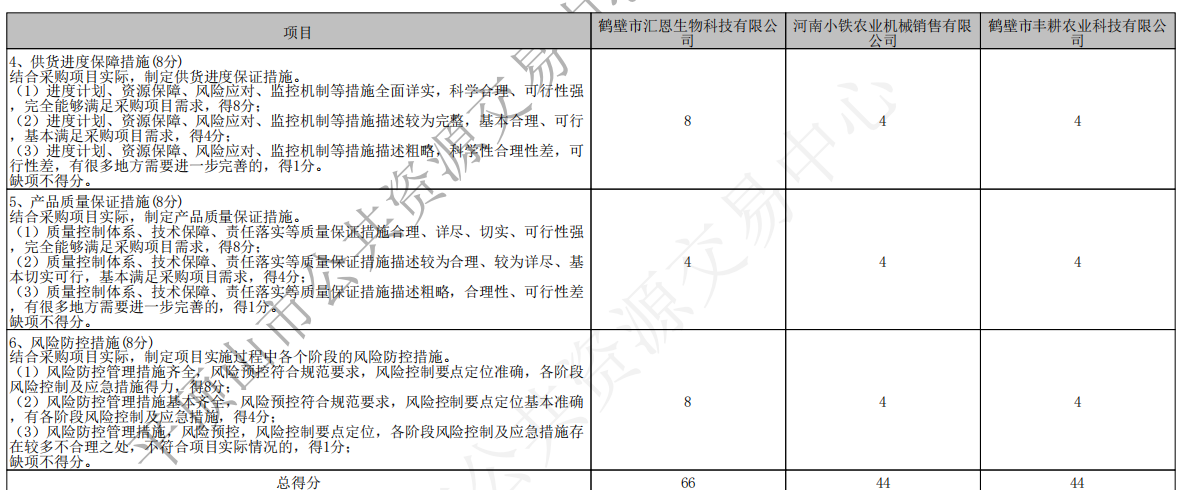 项目
鹤壁市汇恩生物科技有限公
司
河南小铁农业机械销售有限
公司
鹤壁市丰耕农业科技有限公
司
4、供货进度保障措施(8分)
结合采购项目实际，制定供货进度保证措施。
（1）进度计划、资源保障、风险应对、监控机制等措施全面详实，科学合理、可行性强
，完全能够满足采购项目需求，得8分；
（2）进度计划、资源保障、风险应对、监控机制等措施描述较为完整，基本合理、可行
，基本满足采购项目需求，得4分；
（3）进度计划、资源保障、风险应对、监控机制等措施描述粗略，科学性合理性差，可
行性差，有很多地方需要进一步完善的，得1分。
缺项不得分。
8
4
4
5、产品质量保证措施(8分)
结合采购项目实际，制定产品质量保证措施。
（1）质量控制体系、技术保障、责任落实等质量保证措施合理、详尽、切实、可行性强
，完全能够满足采购项目需求，得8分；
（2）质量控制体系、技术保障、责任落实等质量保证措施描述较为合理、较为详尽、基
本切实可行，基本满足采购项目需求，得4分；
（3）质量控制体系、技术保障、责任落实等质量保证措施描述粗略，合理性、可行性差
，有很多地方需要进一步完善的，得1分。
缺项不得分。
4
4
4
6、风险防控措施(8分)
结合采购项目实际，制定项目实施过程中各个阶段的风险防控措施。
（1）风险防控管理措施齐全，风险预控符合规范要求，风险控制要点定位准确，各阶段
风险控制及应急措施得力，得8分；
（2）风险防控管理措施基本齐全，风险预控符合规范要求，风险控制要点定位基本准确
，有各阶段风险控制及应急措施，得4分；
（3）风险防控管理措施，风险预控，风险控制要点定位，各阶段风险控制及应急措施存
在较多不合理之处，不符合项目实际情况的，得1分；
缺项不得分。
8
4
4
总得分
66
44
44
平顶山市公共资源交易中
公共资源交易中心